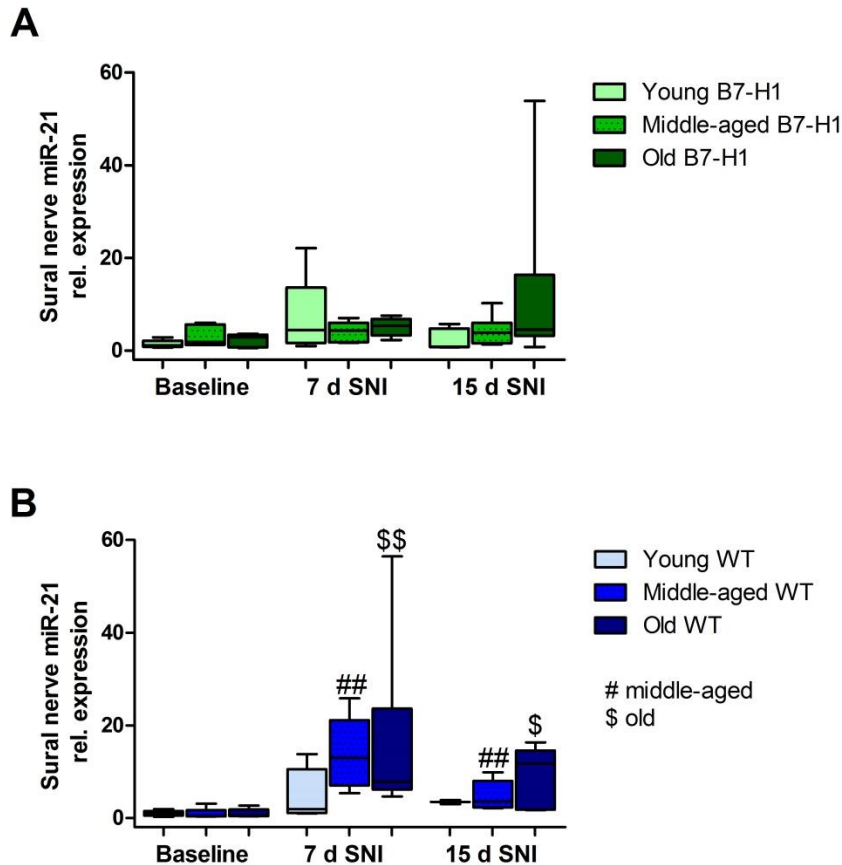 A
Sural nerve miR-21
rel. expression
60
40
20
0
Baseline
7 d SNI
15 d SNI
Young B7-H1
Middle-aged B7-H1
Old B7-H1
B
Sural nerve miR-21
rel. expression
60
40
20
0
##
$$
##
$
Baseline
7 d SNI
15 d SNI
Young WT
Middle-aged WT
Old WT
# middle-aged
$ old